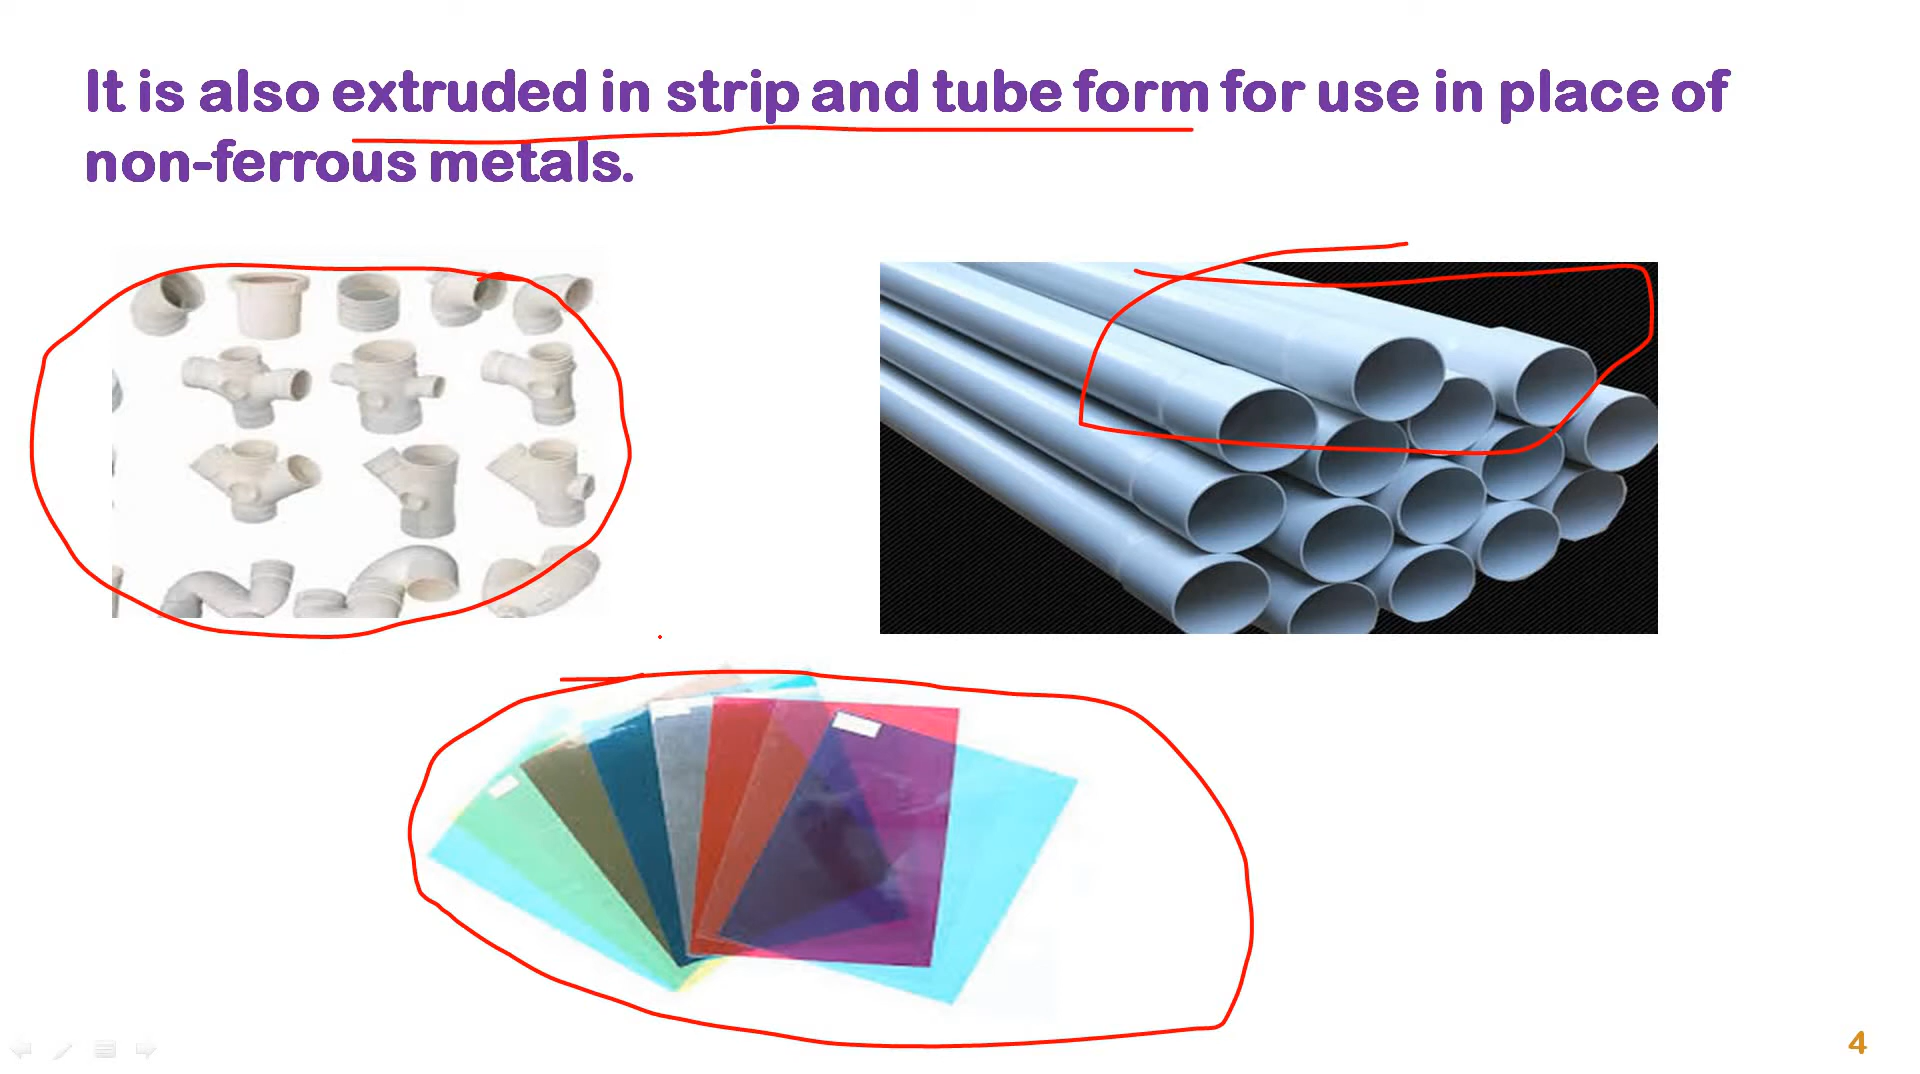 It is also extruded in strip and tube form for use in place of
non-ferrous metals.
4